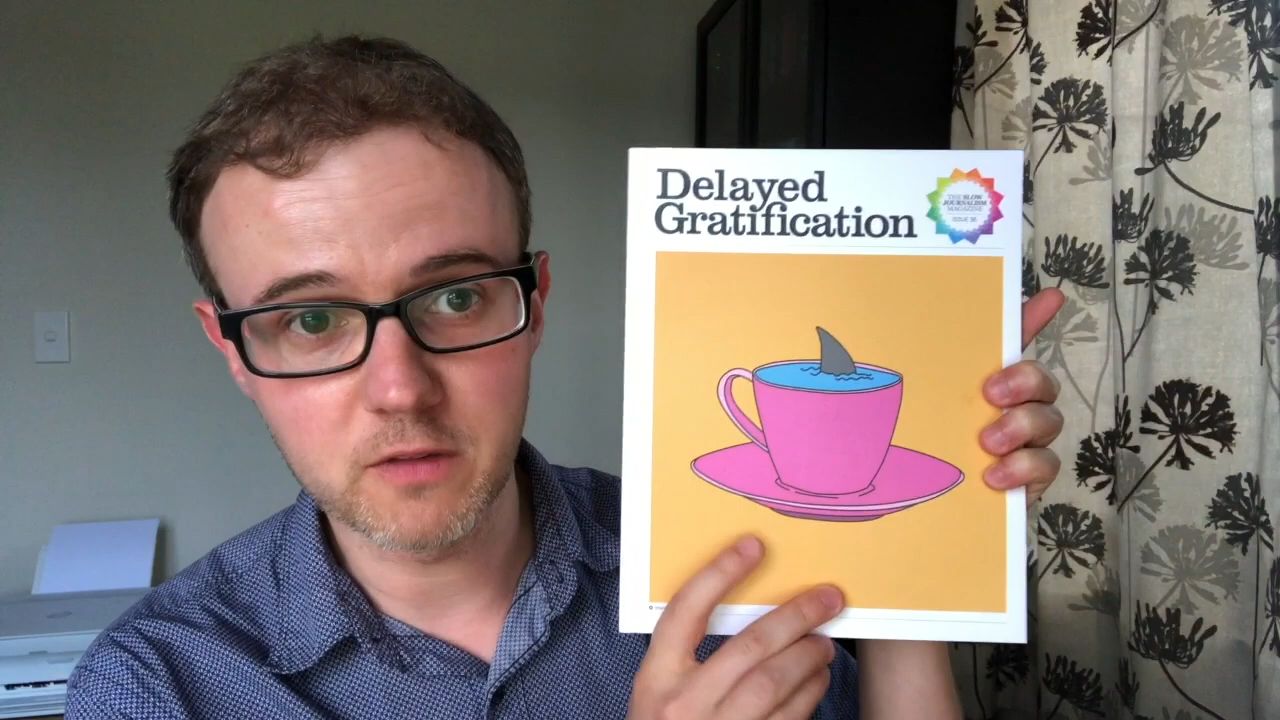 Delayed
Gratification
THE SLOW
JOURNALISM
MAGAZINE